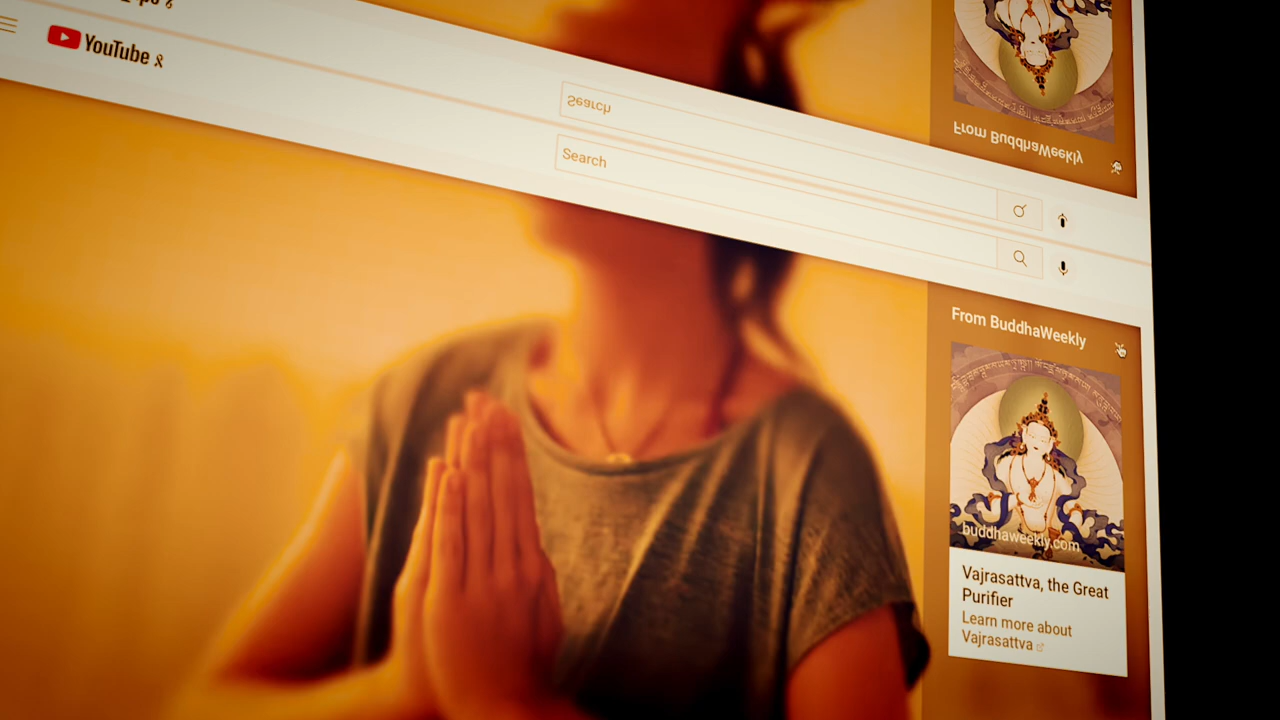 YouTube
Search
Search
From BuddhaWeekly
From BuddhaWeekly
buddhaweekly.com
Vajrasattva, the Great
Purifier
Learn more about
Vajrasattva